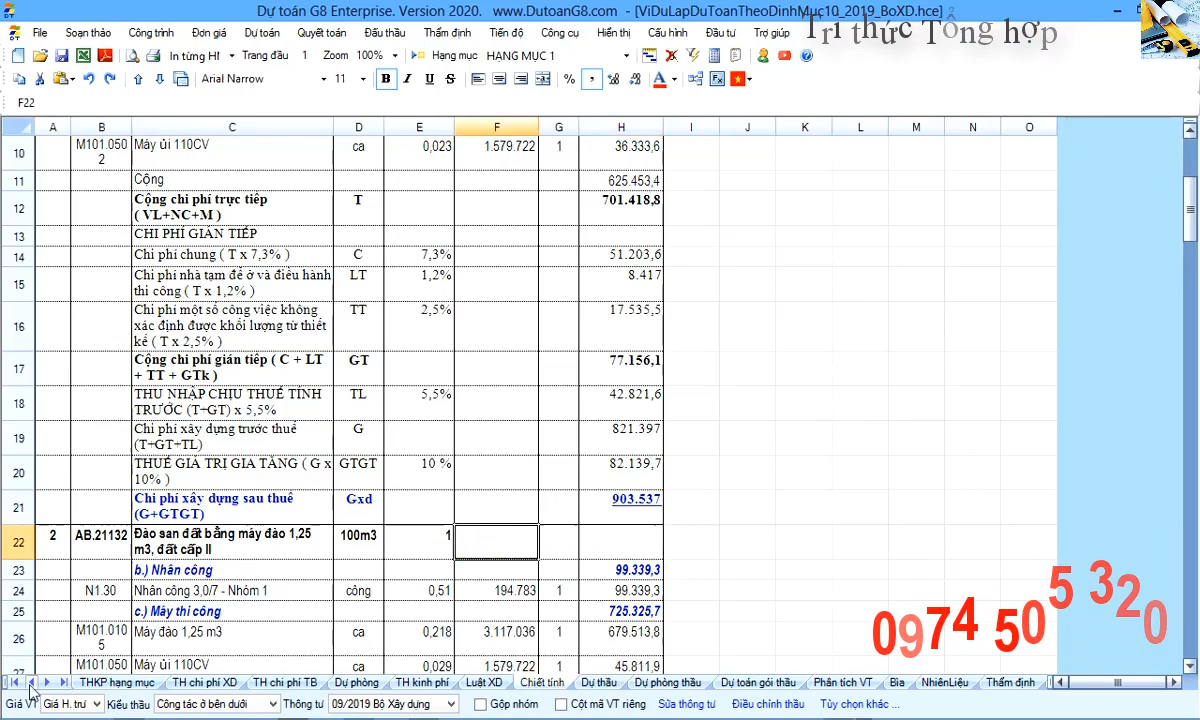 Dự toán G8 Enterprise. Version 2020. www.DutoanG8.com - [ViDuLapDuToanTheoDinhMuc10_2019_BoXD.hce]
Tri thức Tổng hợp
File Soạn thảo Công trình Đơn giá Dự toán Quyết toán Đấu thầu Thẩm định Tiến độ Công cụ Hiển thị Cấu hình Đầu tư Trợ giúp
In từng HI Trang đầu 1 Zoom 100% Hạng mục HẠNG MỤC 1
Arial Narrow 11 B I U S %
F22
A B C D E F G H I J K L M N O
10 M101.0502 Máy ủi 110CV ca 0,023 1.579.722 1 36.333,6
11 Cộng 625.453,4
12 Cộng chi phí trực tiếp T 701.418,8
( VL+NC+M )
13 CHI PHÍ GIÁN TIẾP
14 Chi phí chung ( T x 7,3% ) C 7,3% 51.203,6
15 Chi phí nhà tạm để ở và điều hành LT 1,2% 8.417
thi công ( T x 1,2% )
16 Chi phí một số công việc không TT 2,5% 17.535,5
xác định được khối lượng từ thiết
kế ( T x 2,5% )
17 Cộng chi phí gián tiếp ( C + LT GT 77.156,1
+ TT + GTk )
18 THU NHẬP CHỊU THUẾ TÍNH TL 5,5% 42.821,6
TRƯỚC (T+GT) x 5,5%
19 Chi phí xây dựng trước thuế G 821.397
(T+GT+TL)
20 THUẾ GIÁ TRỊ GIA TĂNG ( G x GTGT 10 % 82.139,7
10% )
21 Chi phí xây dựng sau thuế Gxd 903.537
(G+GTGT)
22 2 AB.21132 Đào san đất bằng máy đào 1,25 100m3 1
m3, đất cấp II
23 b.) Nhân công 99.339,3
24 N1.30 Nhân công 3,0/7 - Nhóm 1 công 0,51 194.783 1 99.339,3
25 c.) Máy thi công 725.325,7
26 M101.0105 Máy đào 1,25 m3 ca 0,218 3.117.036 1 679.513,8
27 M101.050 Máy ủi 110CV ca 0,029 1.579.722 1 45.811,9
0974 505 320
THKP hạng mục TH chi phí XD TH chi phí TB Dự phòng TH kinh phí Luật XD Chiết tính Dự thầu Dự phòng thầu Dự toán gói thầu Phân tích VT Bìa NhiênLiệu Thẩm định
Giá VT Giá H. trư Kiểu thầu Công tác ở bên dưới Thông tư 09/2019 Bộ Xây dựng Gộp nhóm Cột mã VT riêng Sửa thông tư Điều chỉnh thầu Tùy chọn khác ...